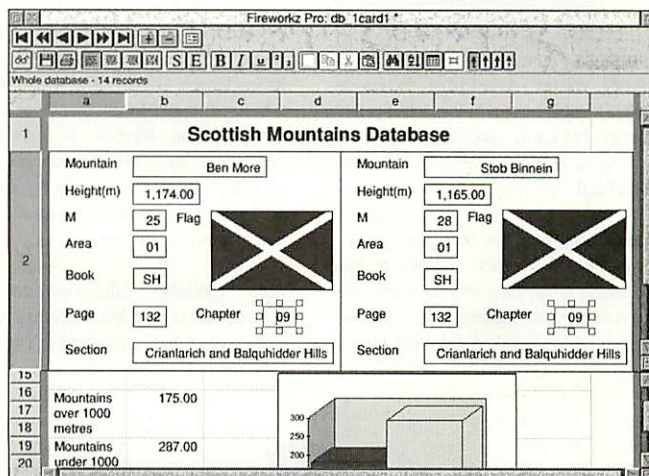 Fireworkz Pro: db_1card1 *
S E B I u
Whole database - 14 records
a b c d e f g
1
Scottish Mountains Database
2
Mountain Ben More
Height(m) 1,174.00
M 25 Flag
Area 01
Book SH
Page 132 Chapter 09
Section Crianlarich and Balquhidder Hills
Mountain Stob Binnein
Height(m) 1,165.00
M 28 Flag
Area 01
Book SH
Page 132 Chapter 09
Section Crianlarich and Balquhidder Hills
15
16 Mountains 175.00
17 over 1000
18 metres
19 Mountains 287.00
20 under 1000
300
250
200